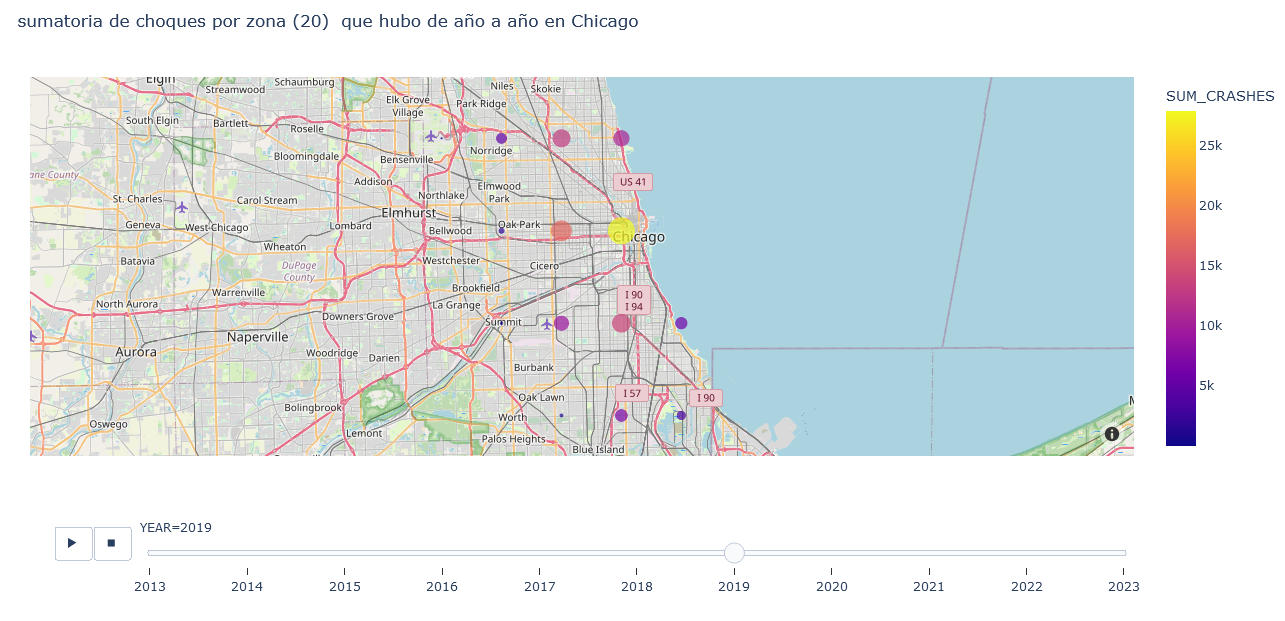 sumatoria de choques por zona (20)  que hubo de año a año en Chicago
SUM_CRASHES
25k
20k
15k
10k
5k
Elgin
Schaumburg
Streamwood
Niles
Skokie
Elk Grove
Village
Park Ridge
South Elgin
Bartlett
Roselle
Bloomingdale
Bensenville
Norridge
ane County
Addison
US 41
Elmwood
Park
St. Charles
Carol Stream
Northlake
Elmhurst
Geneva
West Chicago
Lombard
Bellwood
Oak Park
Chicago
Wheaton
Batavia
DuPage
County
Westchester
Cicero
Warrenville
Brookfield
I 90
I 94
North Aurora
La Grange
Downers Grove
Summit
Naperville
Aurora
Woodridge
Darien
Burbank
I 57
I 90
Oak Lawn
Bolingbrook
Worth
Oswego
Lemont
Palos Heights
Blue Island
YEAR=2019
2013
2014
2015
2016
2017
2018
2019
2020
2021
2022
2023